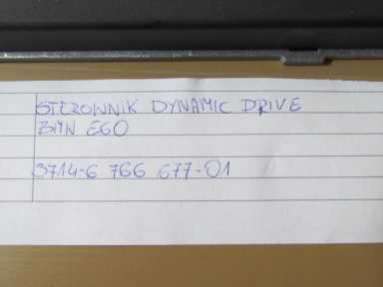 STEROWNIK DYNAMIC DRIVE
BMW E60
3714-6 766 677-01